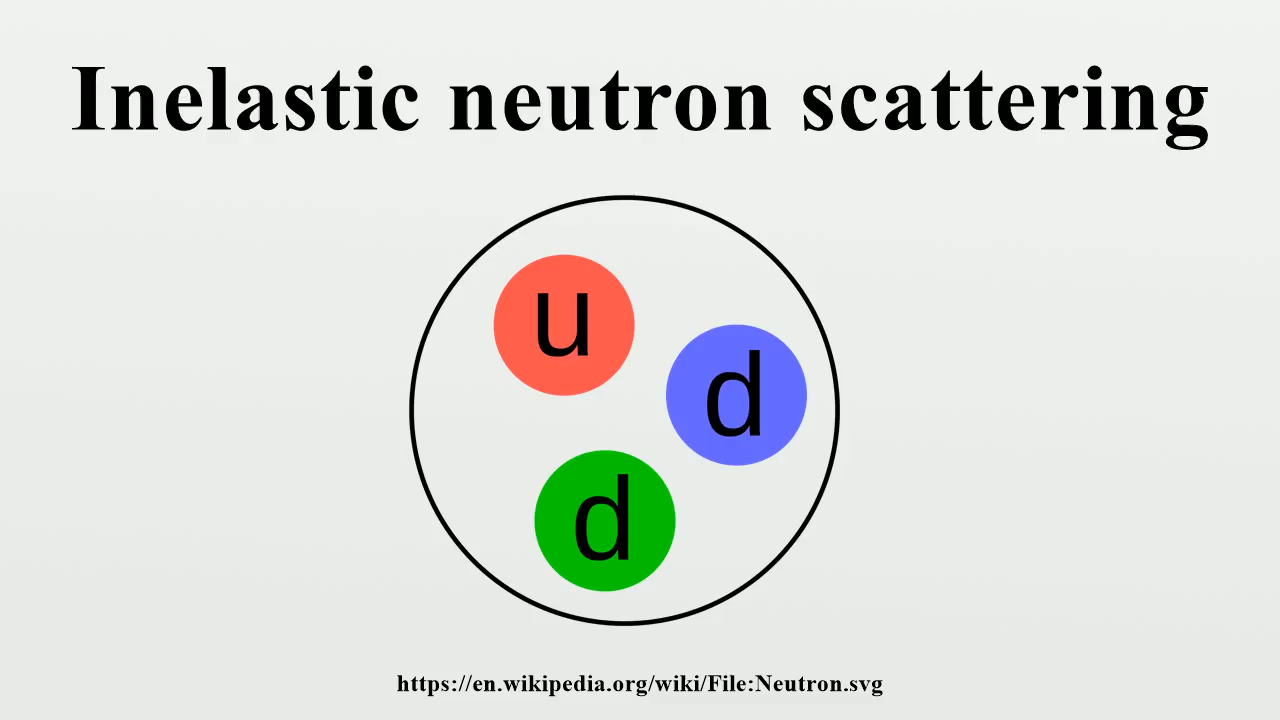 Inelastic neutron scattering
u
d
d
https://en.wikipedia.org/wiki/File:Neutron.svg